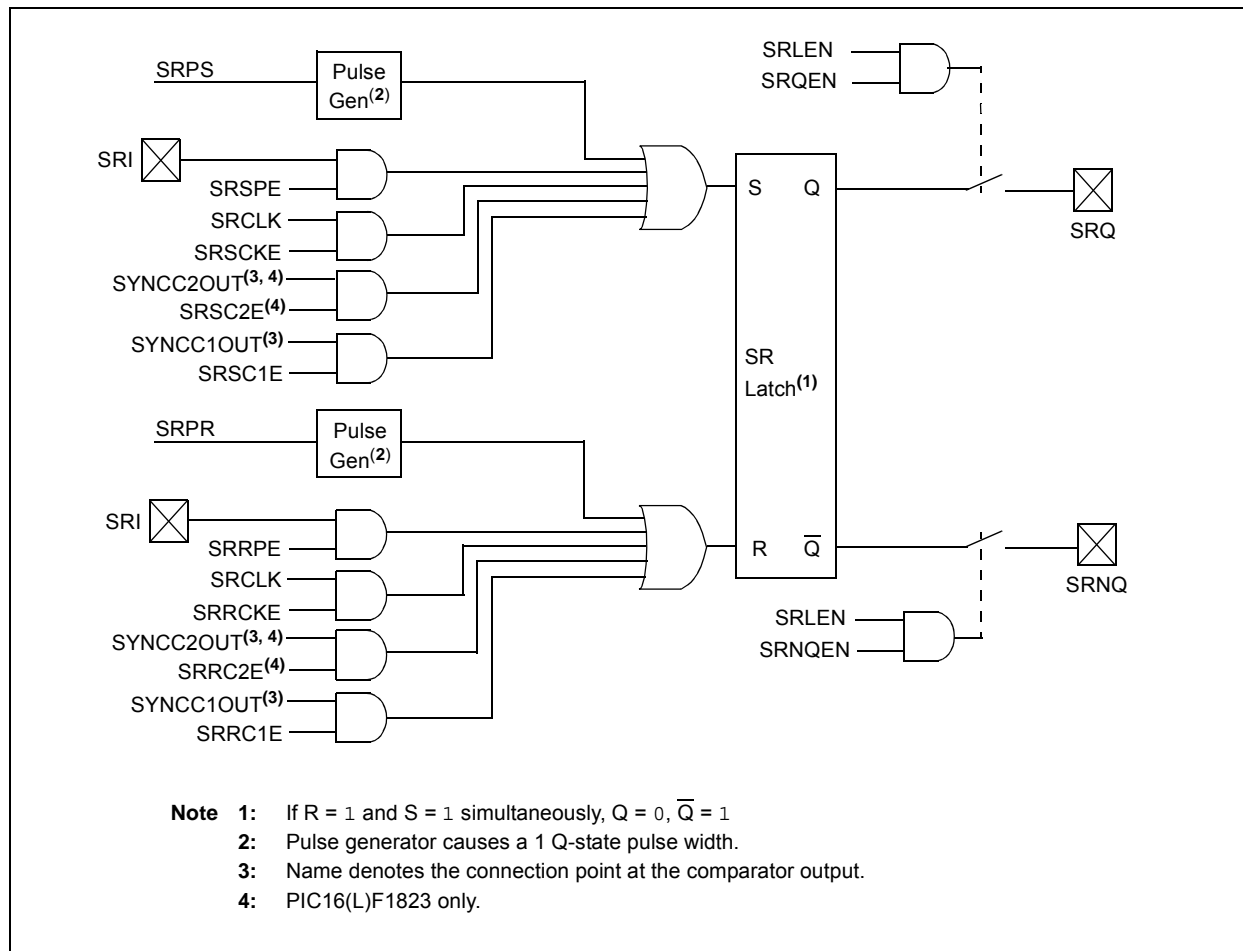 SRPS
Pulse
Gen(2)
SRI
SRSPE
SRCLK
SRSCKE
SYNCC2OUT(3, 4)
SRSC2E(4)
SYNCC1OUT(3)
SRSC1E
SRLEN
SRQEN
S Q
SRQ
SR
Latch(1)
SRPR
Pulse
Gen(2)
SRI
SRRPE
SRCLK
SRRCKE
SYNCC2OUT(3, 4)
SRRC2E(4)
SYNCC1OUT(3)
SRRC1E
R Q̅
SRNQ
SRLEN
SRNQEN
Note 1: If R = 1 and S = 1 simultaneously, Q = 0, Q̅ = 1
2: Pulse generator causes a 1 Q-state pulse width.
3: Name denotes the connection point at the comparator output.
4: PIC16(L)F1823 only.